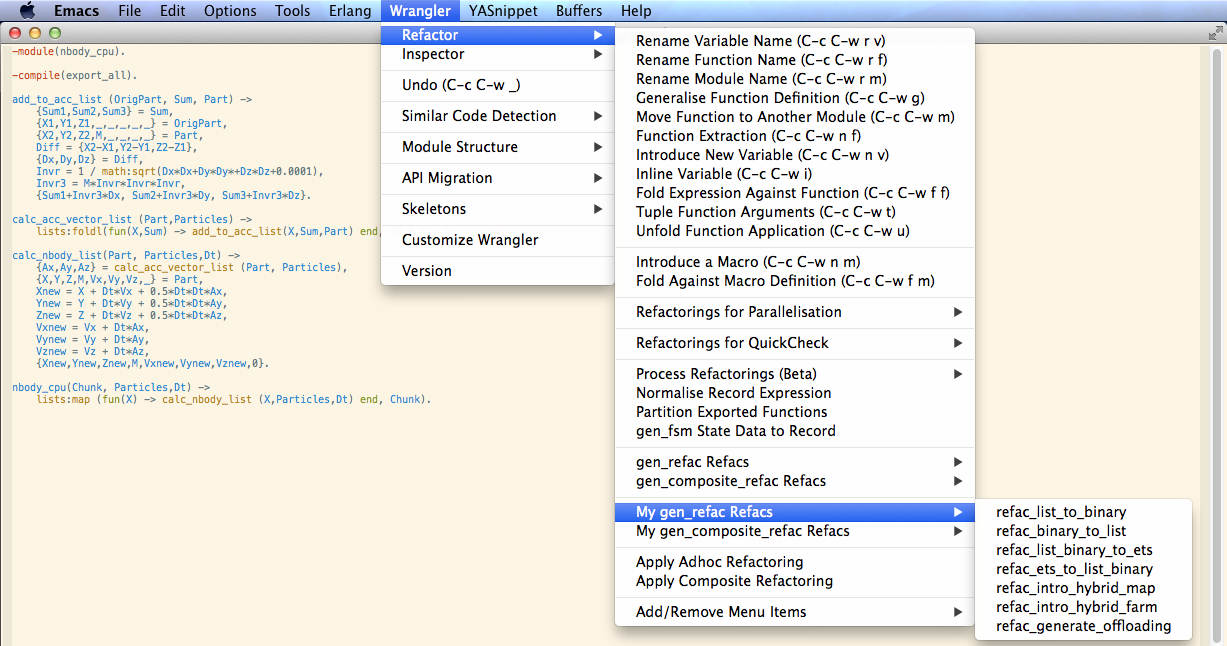 Emacs File Edit Options Tools Erlang Wrangler YASnippet Buffers Help
-module(nbody_cpu).
-compile(export_all).
add_to_acc_list (OrigPart, Sum, Part) ->
{Sum1,Sum2,Sum3} = Sum,
{X1,Y1,Z1,_,_,_,_,_} = OrigPart,
{X2,Y2,Z2,M,_,_,_,_} = Part,
Diff = {X2-X1,Y2-Y1,Z2-Z1},
{Dx,Dy,Dz} = Diff,
Invr = 1 / math:sqrt(Dx*Dx+Dy*Dy*+Dz*Dz+0.0001),
Invr3 = M*Invr*Invr*Invr,
{Sum1+Invr3*Dx, Sum2+Invr3*Dy, Sum3+Invr3*Dz}.
calc_acc_vector_list (Part,Particles) ->
lists:foldl(fun(X,Sum) -> add_to_acc_list(X,Sum,Part) end,
calc_nbody_list(Part, Particles,Dt) ->
{Ax,Ay,Az} = calc_acc_vector_list (Part, Particles),
{X,Y,Z,M,Vx,Vy,Vz,_} = Part,
Xnew = X + Dt*Vx + 0.5*Dt*Dt*Ax,
Ynew = Y + Dt*Vy + 0.5*Dt*Dt*Ay,
Znew = Z + Dt*Vz + 0.5*Dt*Dt*Az,
Vxnew = Vx + Dt*Ax,
Vynew = Vy + Dt*Ay,
Vznew = Vz + Dt*Az,
{Xnew,Ynew,Znew,M,Vxnew,Vynew,Vznew,0}.
nbody_cpu(Chunk, Particles,Dt) ->
lists:map (fun(X) -> calc_nbody_list (X,Particles,Dt) end, Chunk).
Refactor
Inspector
Undo (C-c C-w _)
Similar Code Detection
Module Structure
API Migration
Skeletons
Customize Wrangler
Version
Rename Variable Name (C-c C-w r v)
Rename Function Name (C-c C-w r f)
Rename Module Name (C-c C-w r m)
Generalise Function Definition (C-c C-w g)
Move Function to Another Module (C-c C-w m)
Function Extraction (C-c C-w n f)
Introduce New Variable (C-c C-w n v)
Inline Variable (C-c C-w i)
Fold Expression Against Function (C-c C-w f f)
Tuple Function Arguments (C-c C-w t)
Unfold Function Application (C-c C-w u)
Introduce a Macro (C-c C-w n m)
Fold Against Macro Definition (C-c C-w f m)
Refactorings for Parallelisation
Refactorings for QuickCheck
Process Refactorings (Beta)
Normalise Record Expression
Partition Exported Functions
gen_fsm State Data to Record
gen_refac Refacs
gen_composite_refac Refacs
My gen_refac Refacs
My gen_composite_refac Refacs
Apply Adhoc Refactoring
Apply Composite Refactoring
Add/Remove Menu Items
refac_list_to_binary
refac_binary_to_list
refac_list_binary_to_ets
refac_ets_to_list_binary
refac_intro_hybrid_map
refac_intro_hybrid_farm
refac_generate_offloading